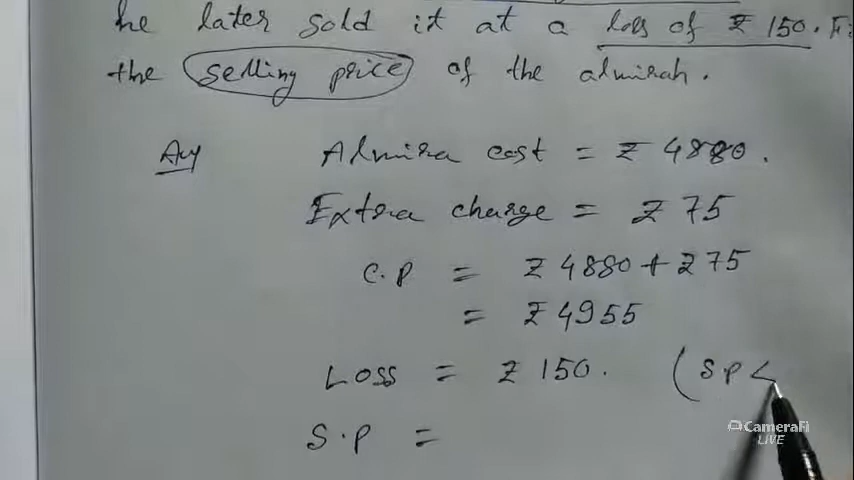 he later sold it at a loss of ₹ 150. Fi
the selling price of the almirah.
Ans Almira cost = ₹ 4880.
Extra charge = ₹ 75
C.P = ₹ 4880 + ₹ 75
= ₹ 4955
Loss = ₹ 150. (S.P <
S.P =
CameraFi
LIVE